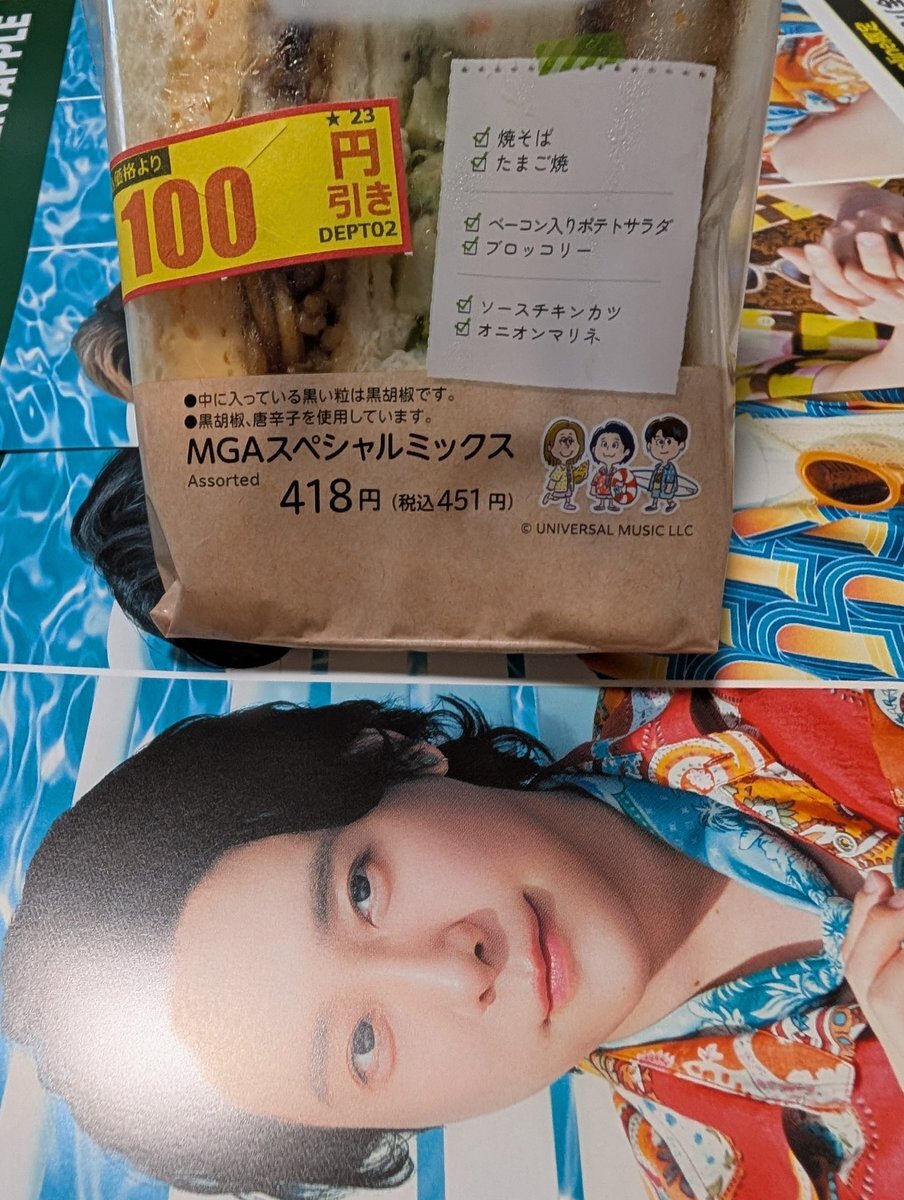 N APPLE
価格より
★ 23
100
円
引き
DEPT02
焼そば
たまご焼
ベーコン入りポテトサラダ
ブロッコリー
ソースチキンカツ
オニオンマリネ
●中に入っている黒い粒は黒胡椒です。
●黒胡椒、唐辛子を使用しています。
MGAスペシャルミックス
Assorted
418円(税込451円)
© UNIVERSAL MUSIC LLC